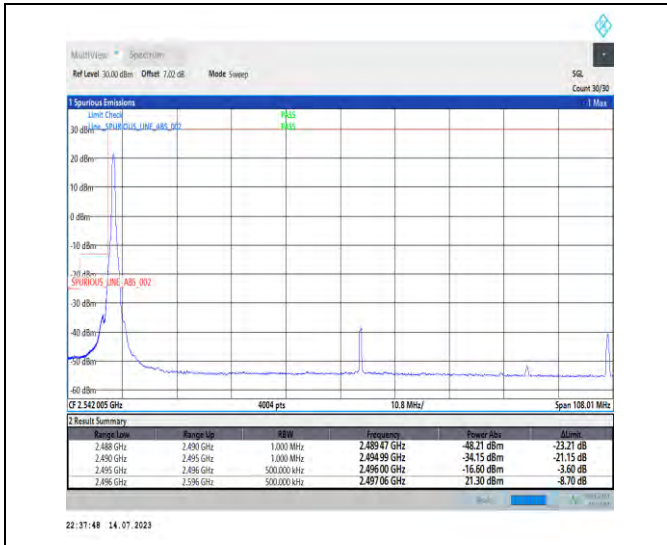 MultiView Spectrum
Ref Level 30.00 dBm Offset 7.02 dB Mode Sweep SGL
Count 30/30
1 Spurious Emissions 1 Max
Limit Check PASS
30 dBm Line_SPURIOUS_LINE_ABS_002 PASS
20 dBm
10 dBm
0 dBm
-10 dBm
-20 dBm
SPURIOUS_LINE_ABS_002
-30 dBm
-40 dBm
-50 dBm
-60 dBm
CF 2.542 005 GHz 4004 pts 10.8 MHz/ Span 108.01 MHz
2 Result Summary
Range Low Range Up RBW Frequency Power Abs ΔLimit
2.488 GHz 2.490 GHz 1.000 MHz 2.489 47 GHz -48.21 dBm -23.21 dB
2.490 GHz 2.495 GHz 1.000 MHz 2.494 99 GHz -34.15 dBm -21.15 dB
2.495 GHz 2.496 GHz 500.000 kHz 2.496 00 GHz -16.60 dBm -3.60 dB
2.496 GHz 2.596 GHz 500.000 kHz 2.497 06 GHz 21.30 dBm -8.70 dB
22:37:48 14.07.2023